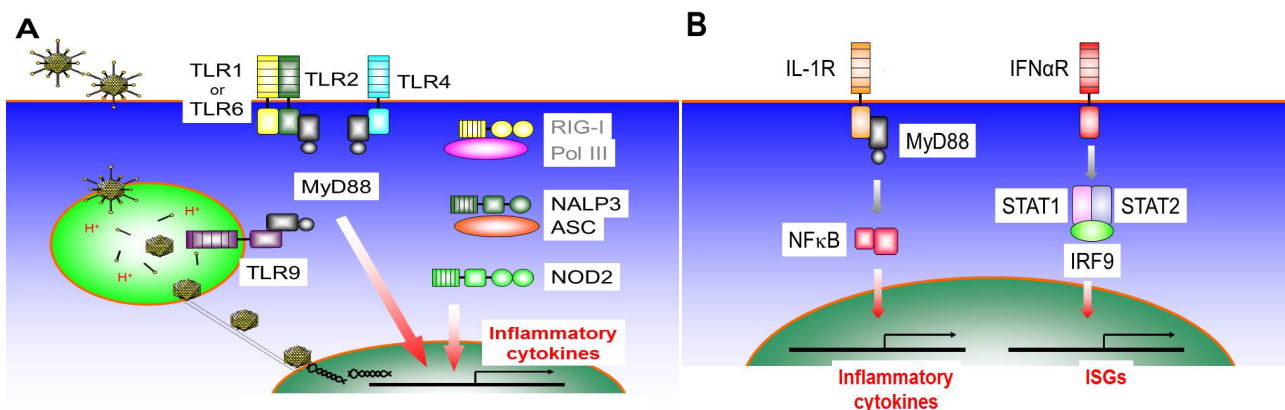 A
TLR1
or
TLR6
TLR2
TLR4
RIG-I
Pol III
MyD88
NALP3
ASC
H⁺
H⁺
H⁺
TLR9
NOD2
Inflammatory
cytokines
B
IL-1R
IFNαR
MyD88
STAT1
STAT2
NFκB
IRF9
Inflammatory
cytokines
ISGs